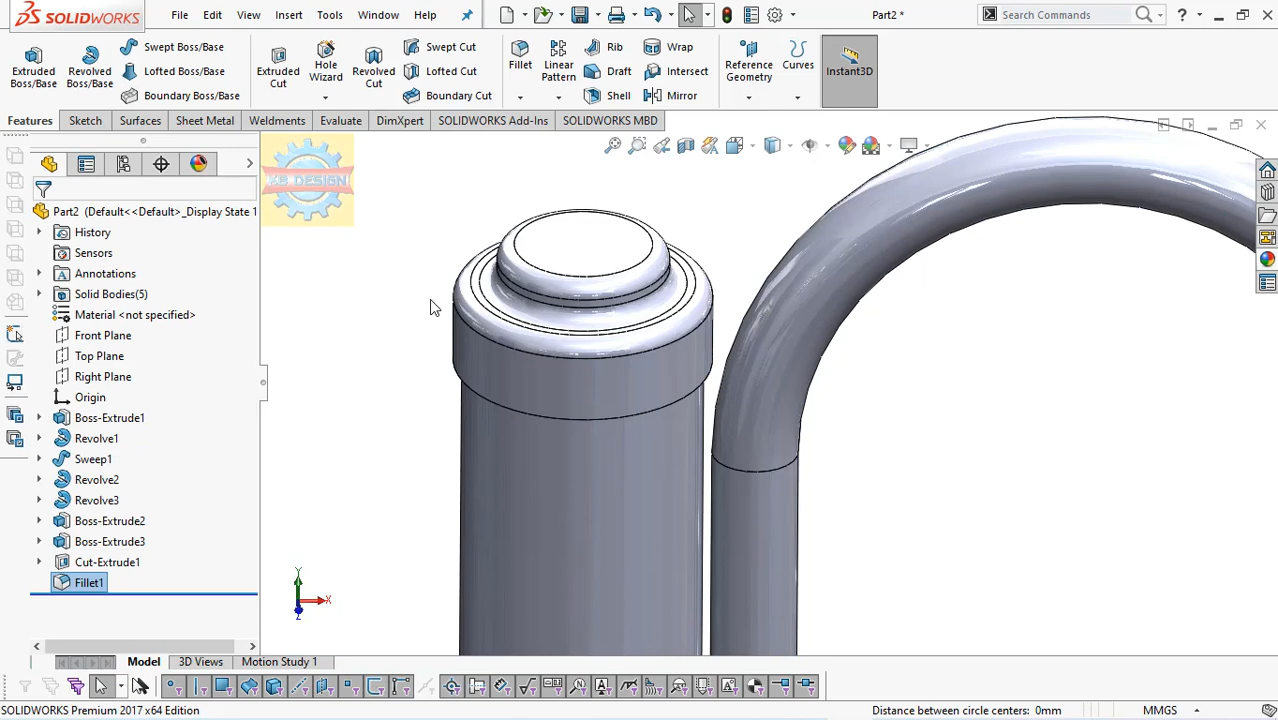 SOLIDWORKS File Edit View Insert Tools Window Help Part2 * Search Commands ?
Extruded Boss/Base Revolved Boss/Base Swept Boss/Base Lofted Boss/Base Boundary Boss/Base Extruded Cut Hole Wizard Revolved Cut Swept Cut Lofted Cut Boundary Cut Fillet Linear Pattern Rib Draft Shell Wrap Intersect Mirror Reference Geometry Curves Instant3D
Features Sketch Surfaces Sheet Metal Weldments Evaluate DimXpert SOLIDWORKS Add-Ins SOLIDWORKS MBD
KB DESIGN
Part2 (Default<<Default>_Display State 1
History
Sensors
Annotations
Solid Bodies(5)
Material <not specified>
Front Plane
Top Plane
Right Plane
Origin
Boss-Extrude1
Revolve1
Sweep1
Revolve2
Revolve3
Boss-Extrude2
Boss-Extrude3
Cut-Extrude1
Fillet1
Y
X
Z
Model 3D Views Motion Study 1
SOLIDWORKS Premium 2017 x64 Edition Distance between circle centers: 0mm MMGS